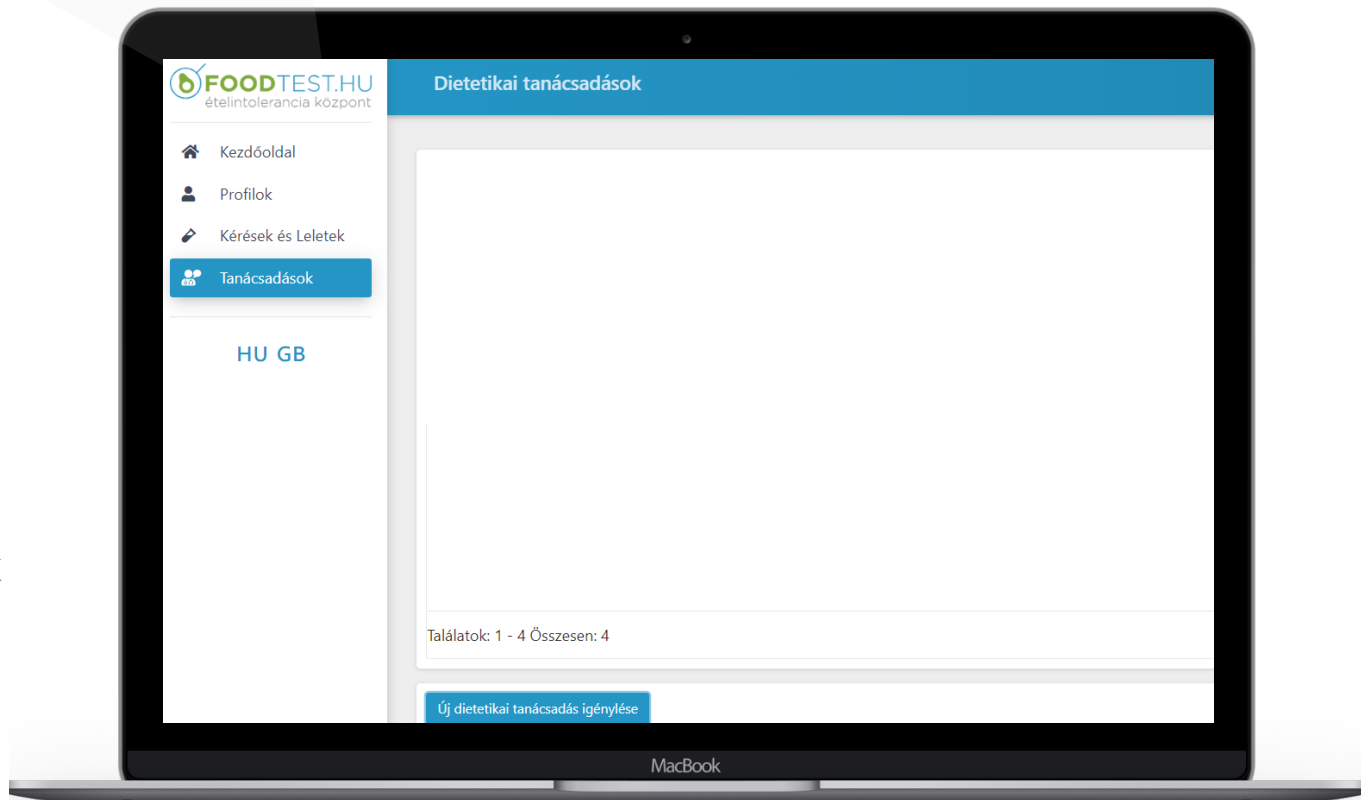 FOODTEST.HU
ételintolerancia központ
Kezdőoldal
Profilok
Kérések és Leletek
Tanácsadások
HU GB
Dietetikai tanácsadások
Találatok: 1 - 4 Összesen: 4
Új dietetikai tanácsadás igénylése
MacBook